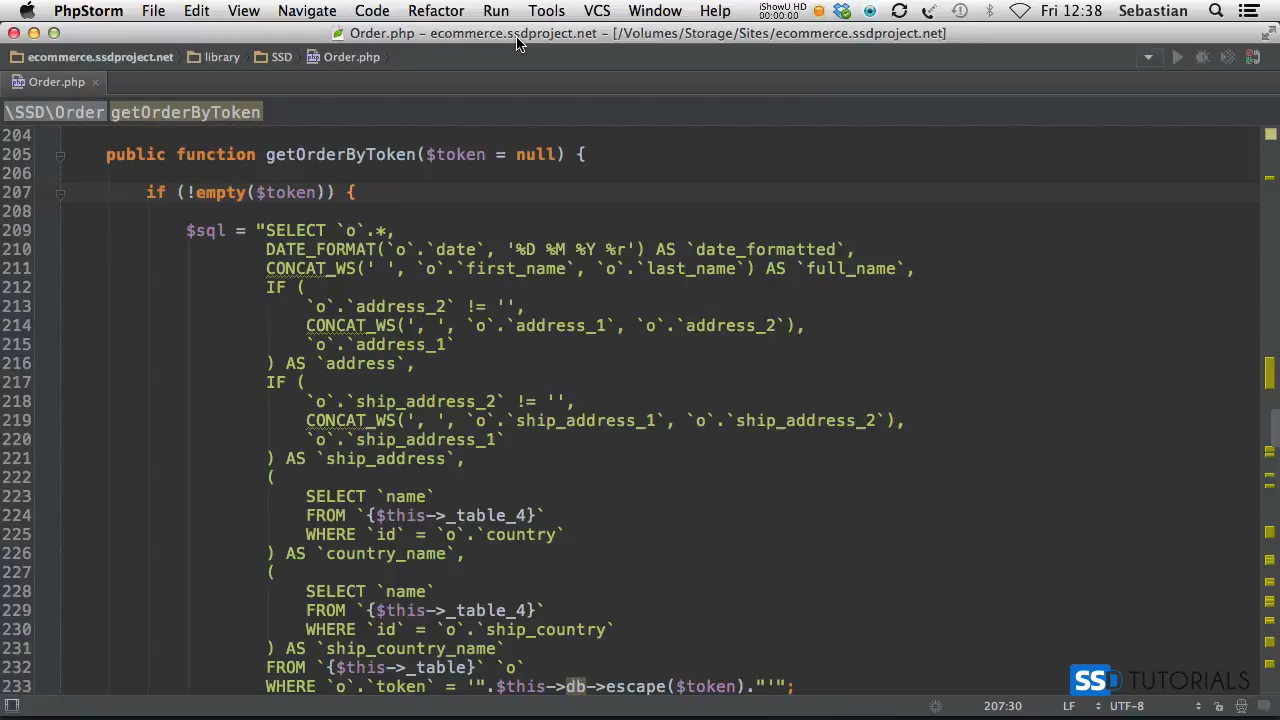 PhpStorm File Edit View Navigate Code Refactor Run Tools VCS Window Help iShowU HD 00:00:00 Fri 12:38 Sebastian
Order.php – ecommerce.ssdproject.net – [/Volumes/Storage/Sites/ecommerce.ssdproject.net]
ecommerce.ssdproject.net library SSD Order.php
Order.php
\SSD\Order getOrderByToken
204
205 public function getOrderByToken($token = null) {
206
207 if (!empty($token)) {
208
209 $sql = "SELECT `o`.*,
210 DATE_FORMAT(`o`.`date`, '%D %M %Y %r') AS `date_formatted`,
211 CONCAT_WS(' ', `o`.`first_name`, `o`.`last_name`) AS `full_name`,
212 IF (
213 `o`.`address_2` != '',
214 CONCAT_WS(', ', `o`.`address_1`, `o`.`address_2`),
215 `o`.`address_1`
216 ) AS `address`,
217 IF (
218 `o`.`ship_address_2` != '',
219 CONCAT_WS(', ', `o`.`ship_address_1`, `o`.`ship_address_2`),
220 `o`.`ship_address_1`
221 ) AS `ship_address`,
222 (
223 SELECT `name`
224 FROM `{$this->_table_4}`
225 WHERE `id` = `o`.`country`
226 ) AS `country_name`,
227 (
228 SELECT `name`
229 FROM `{$this->_table_4}`
230 WHERE `id` = `o`.`ship_country`
231 ) AS `ship_country_name`
232 FROM `{$this->_table}` `o`
233 WHERE `o`.`token` = '".$this->db->escape($token)."'";
SSD TUTORIALS
207:30 LF UTF-8